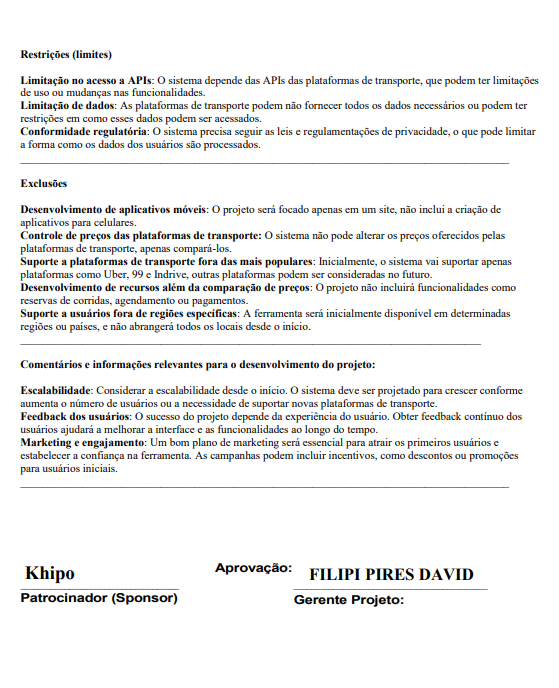 Restrições (limites)
Limitação no acesso a APIs: O sistema depende das APIs das plataformas de transporte, que podem ter limitações
de uso ou mudanças nas funcionalidades.
Limitação de dados: As plataformas de transporte podem não fornecer todos os dados necessários ou podem ter
restrições em como esses dados podem ser acessados.
Conformidade regulatória: O sistema precisa seguir as leis e regulamentações de privacidade, o que pode limitar
a forma como os dados dos usuários são processados.
Exclusões
Desenvolvimento de aplicativos móveis: O projeto será focado apenas em um site, não inclui a criação de
aplicativos para celulares.
Controle de preços das plataformas de transporte: O sistema não pode alterar os preços oferecidos pelas
plataformas de transporte, apenas compará-los.
Suporte a plataformas de transporte fora das mais populares: Inicialmente, o sistema vai suportar apenas
plataformas como Uber, 99 e Indrive, outras plataformas podem ser consideradas no futuro.
Desenvolvimento de recursos além da comparação de preços: O projeto não incluirá funcionalidades como
reservas de corridas, agendamento ou pagamentos.
Suporte a usuários fora de regiões específicas: A ferramenta será inicialmente disponível em determinadas
regiões ou países, e não abrangerá todos os locais desde o início.
Comentários e informações relevantes para o desenvolvimento do projeto:
Escalabilidade: Considerar a escalabilidade desde o início. O sistema deve ser projetado para crescer conforme
aumenta o número de usuários ou a necessidade de suportar novas plataformas de transporte.
Feedback dos usuários: O sucesso do projeto depende da experiência do usuário. Obter feedback contínuo dos
usuários ajudará a melhorar a interface e as funcionalidades ao longo do tempo.
Marketing e engajamento: Um bom plano de marketing será essencial para atrair os primeiros usuários e
estabelecer a confiança na ferramenta. As campanhas podem incluir incentivos, como descontos ou promoções
para usuários iniciais.
Khipo
Aprovação:
FILIPI PIRES DAVID
Patrocinador (Sponsor)
Gerente Projeto: